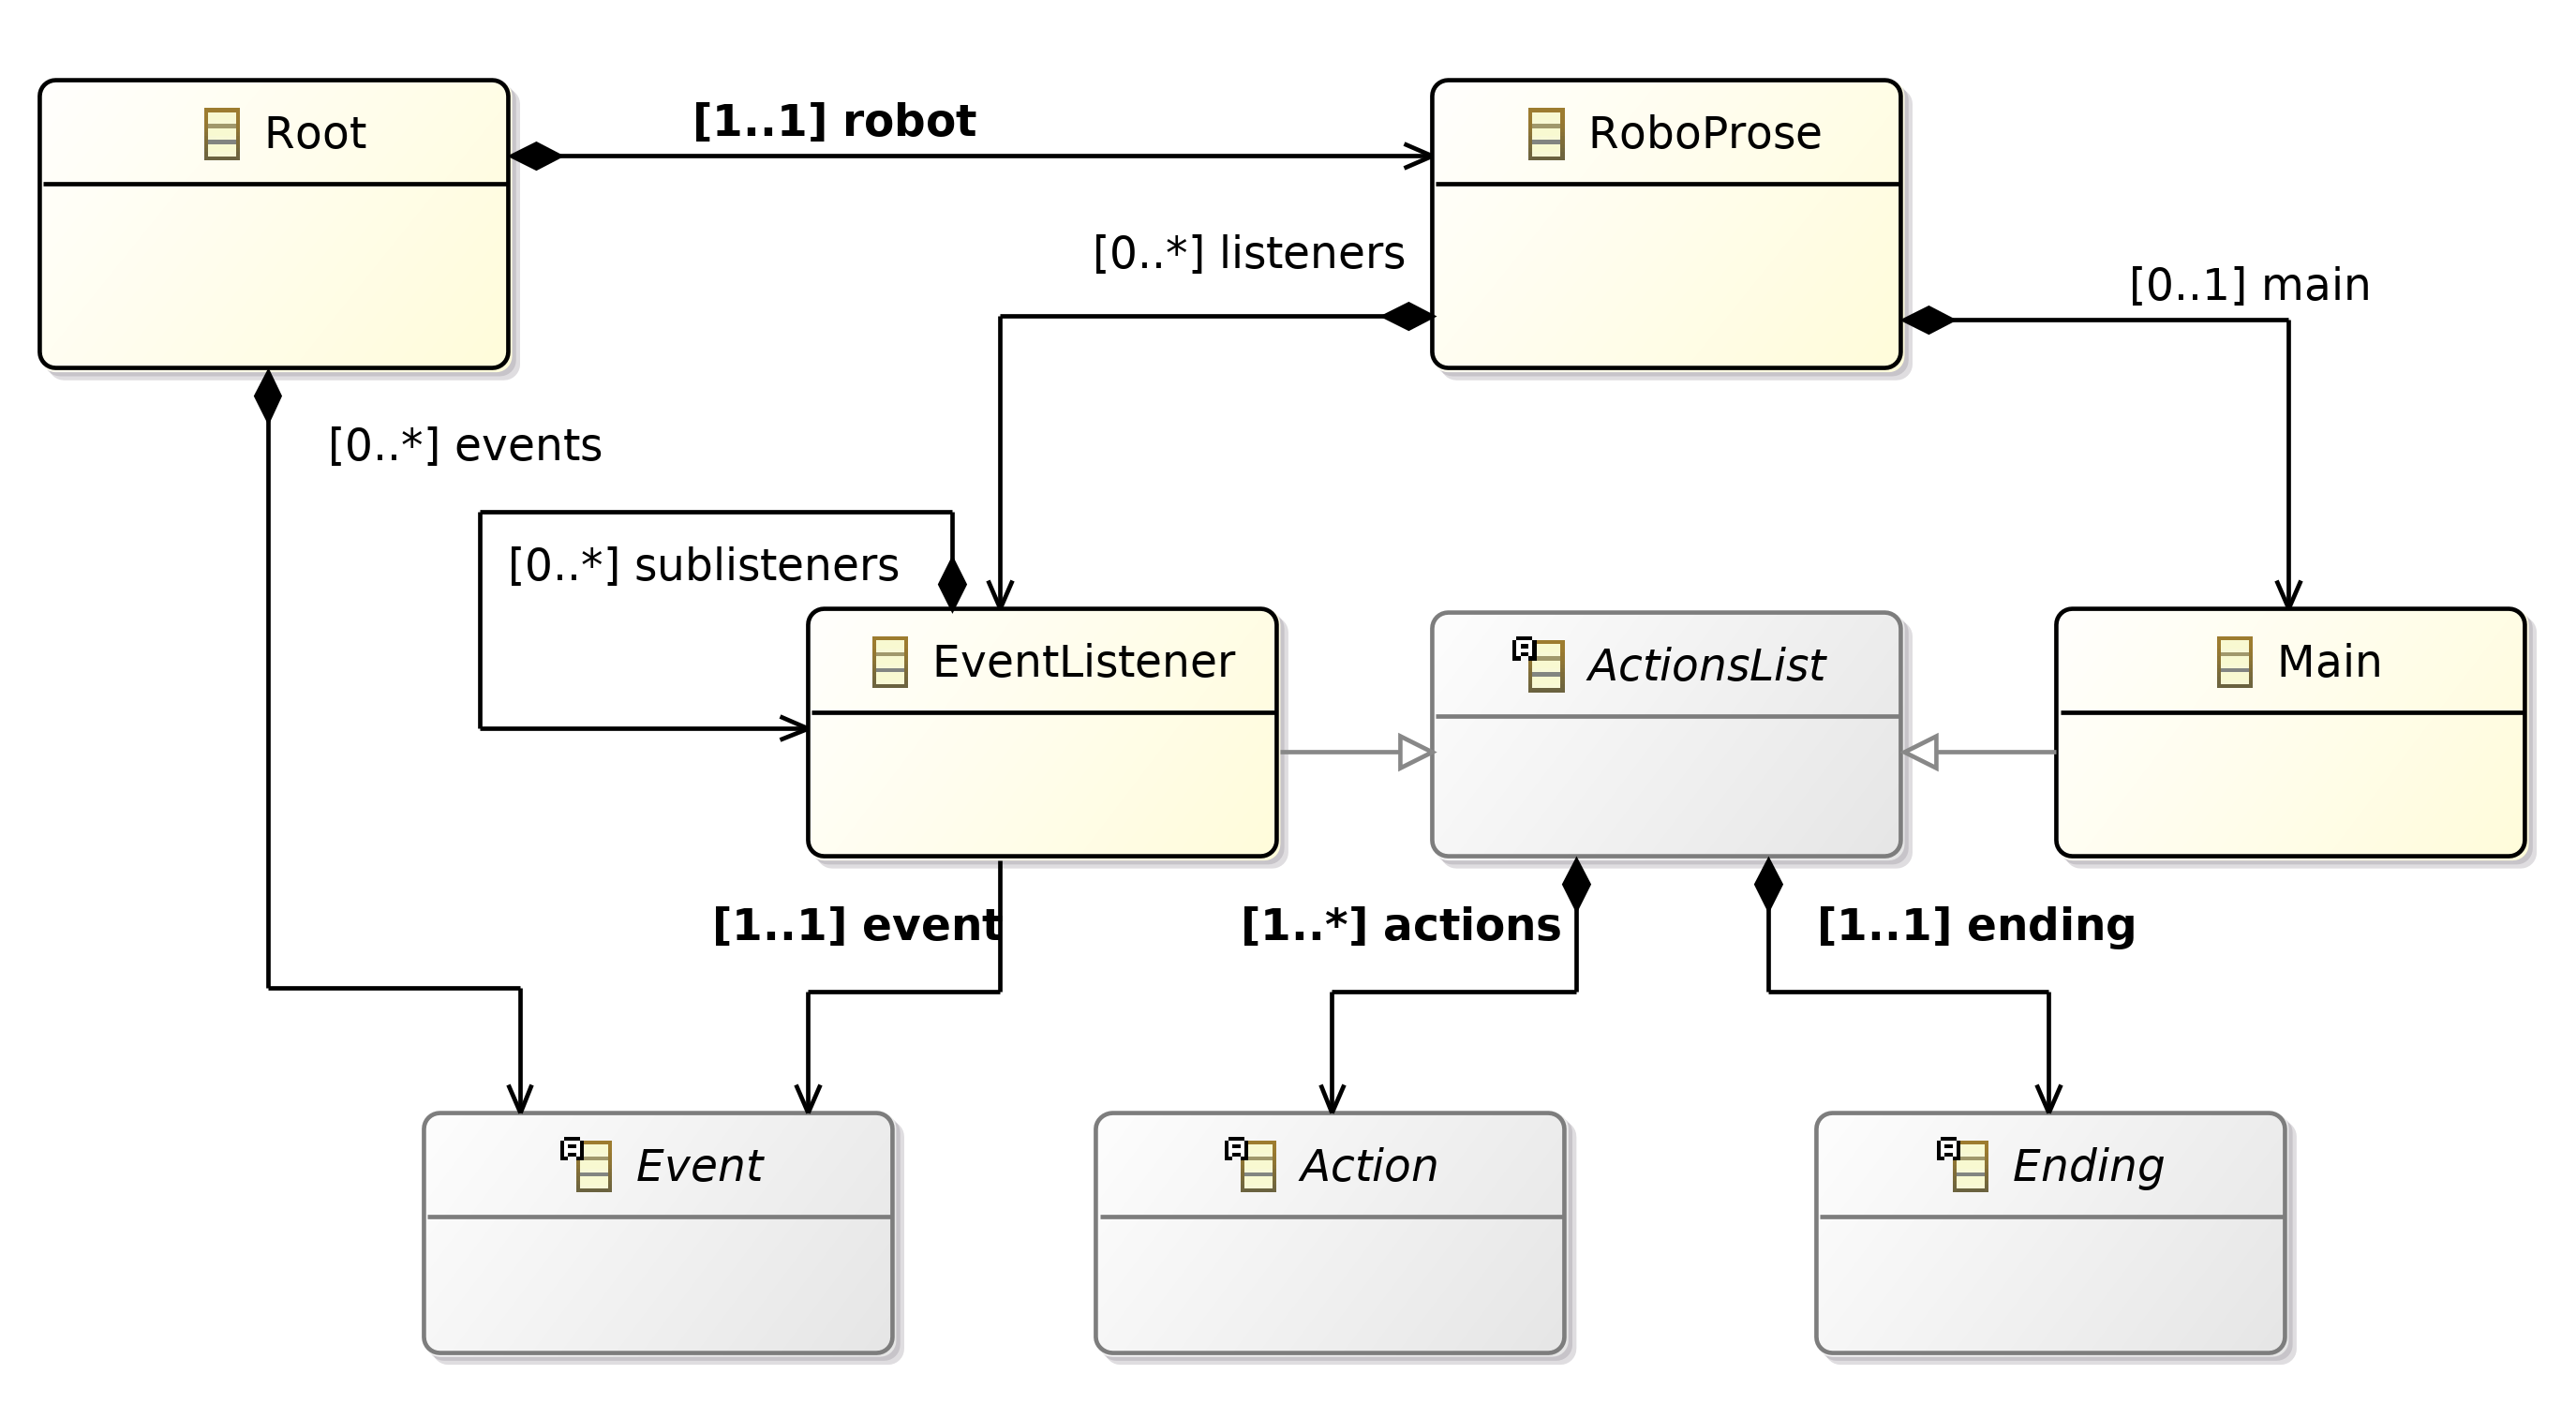 Root
[1..1] robot
RoboProse
[0..*] listeners
[0..1] main
[0..*] events
[0..*] sublisteners
EventListener
ActionsList
Main
[1..1] event
[1..*] actions
[1..1] ending
Event
Action
Ending